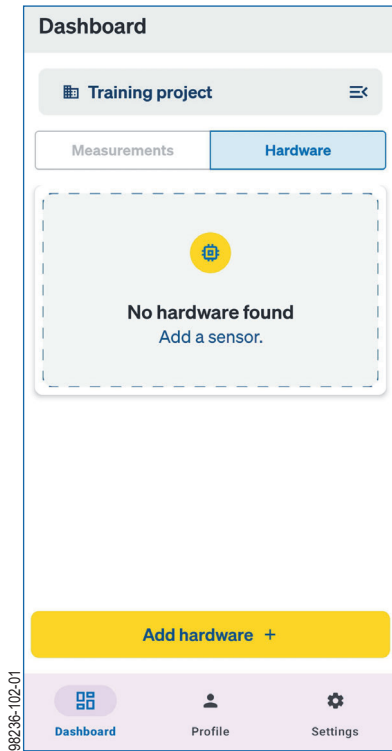 Dashboard
Training project
Measurements
Hardware
No hardware found
Add a sensor.
Add hardware +
Dashboard
Profile
Settings
98236-102-01